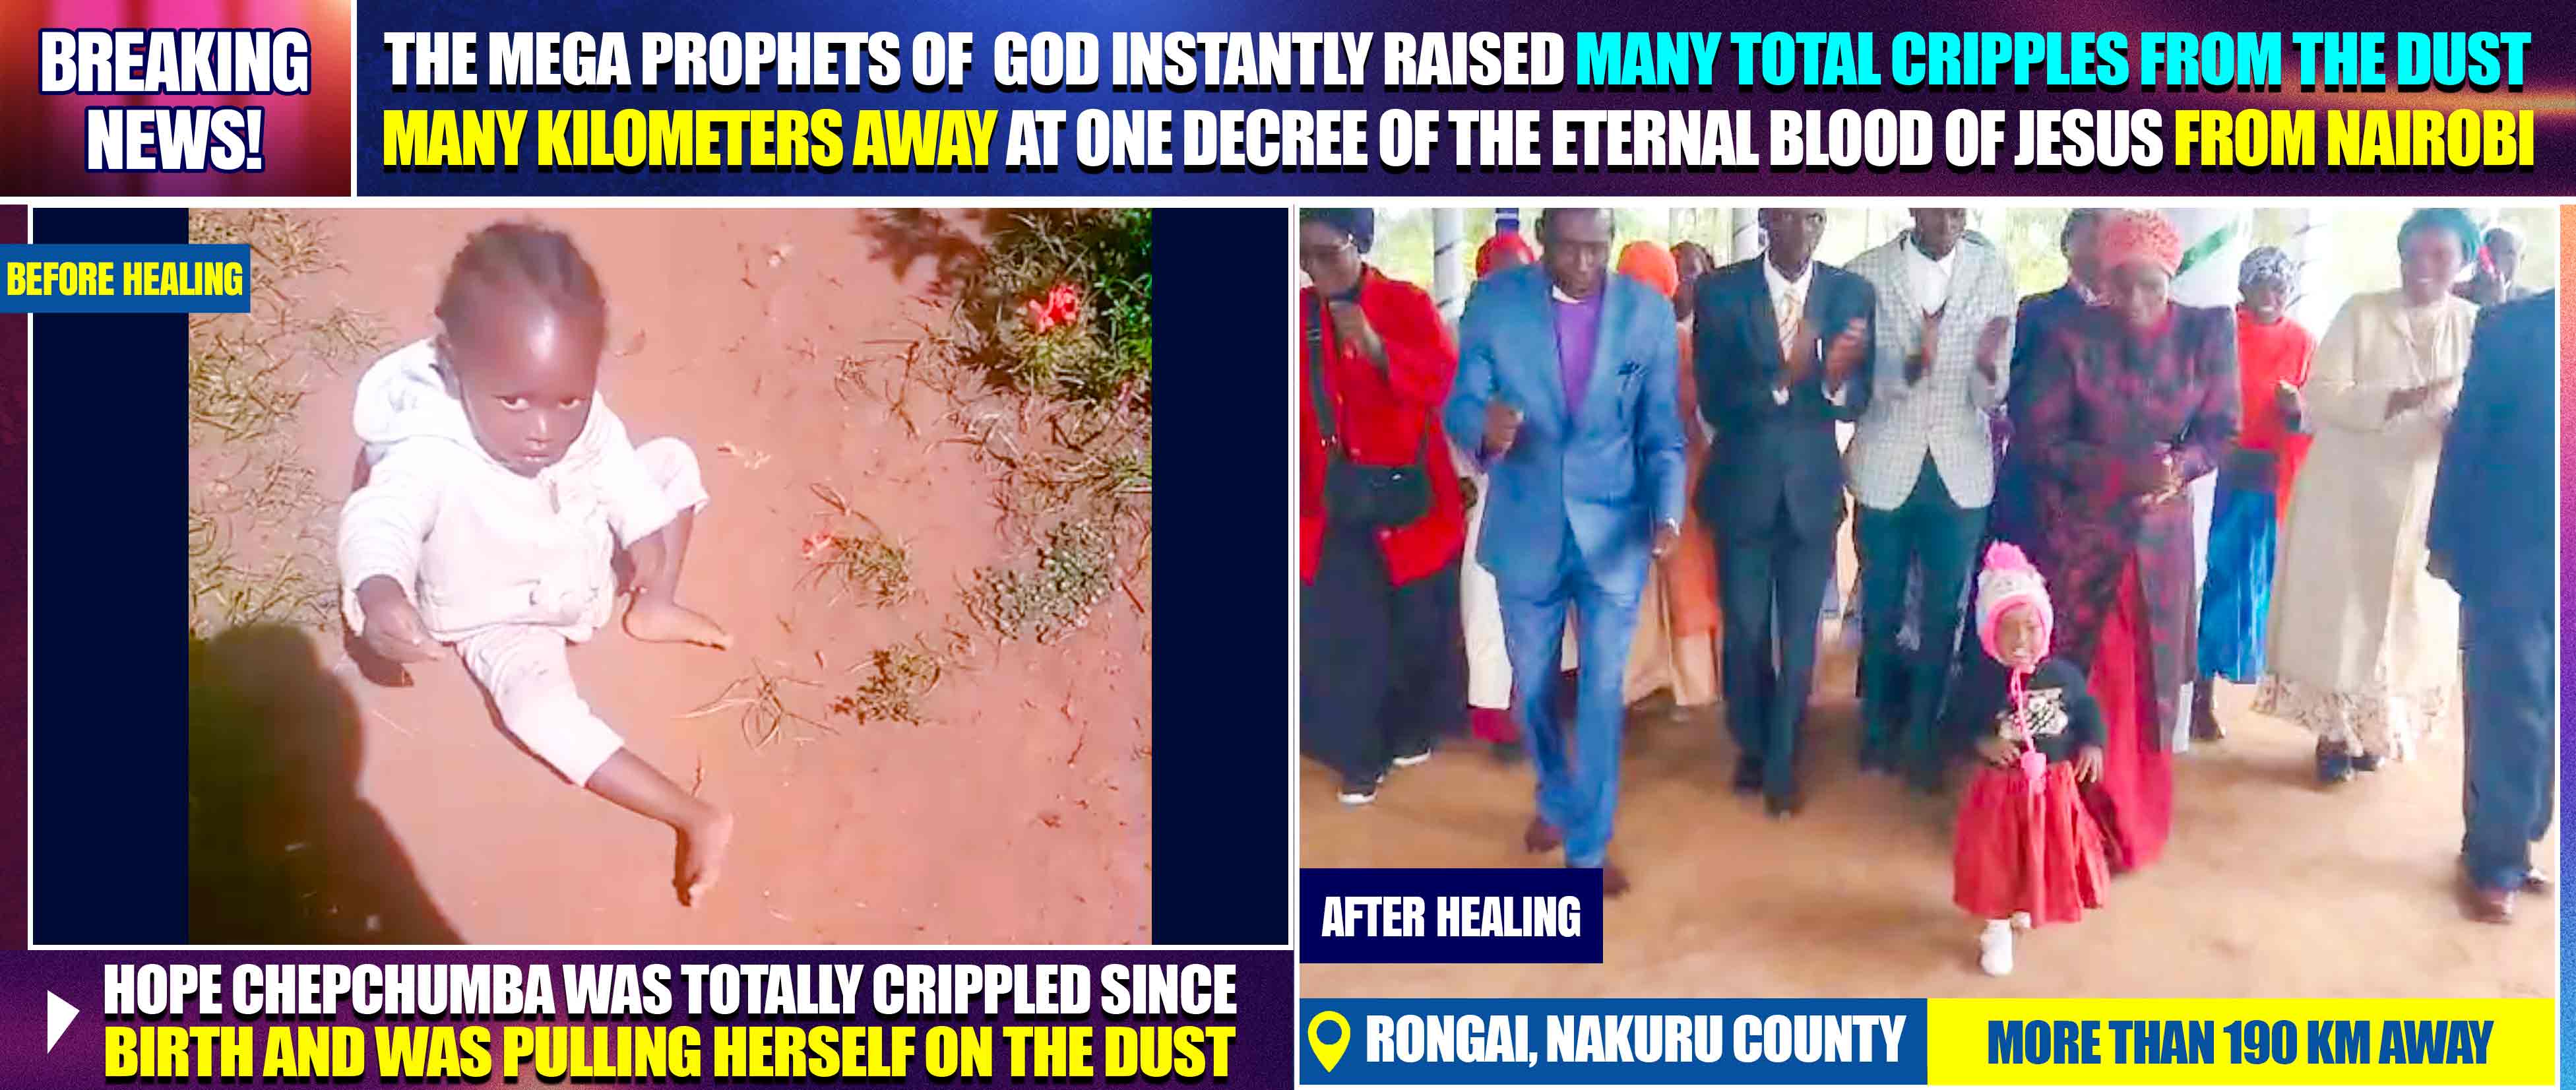 BREAKING
NEWS!
THE MEGA PROPHETS OF GOD INSTANTLY RAISED MANY TOTAL CRIPPLES FROM THE DUST
MANY KILOMETERS AWAY AT ONE DECREE OF THE ETERNAL BLOOD OF JESUS FROM NAIROBI
BEFORE HEALING
AFTER HEALING
HOPE CHEPCHUMBA WAS TOTALLY CRIPPLED SINCE
BIRTH AND WAS PULLING HERSELF ON THE DUST
RONGAI, NAKURU COUNTY
MORE THAN 190 KM AWAY